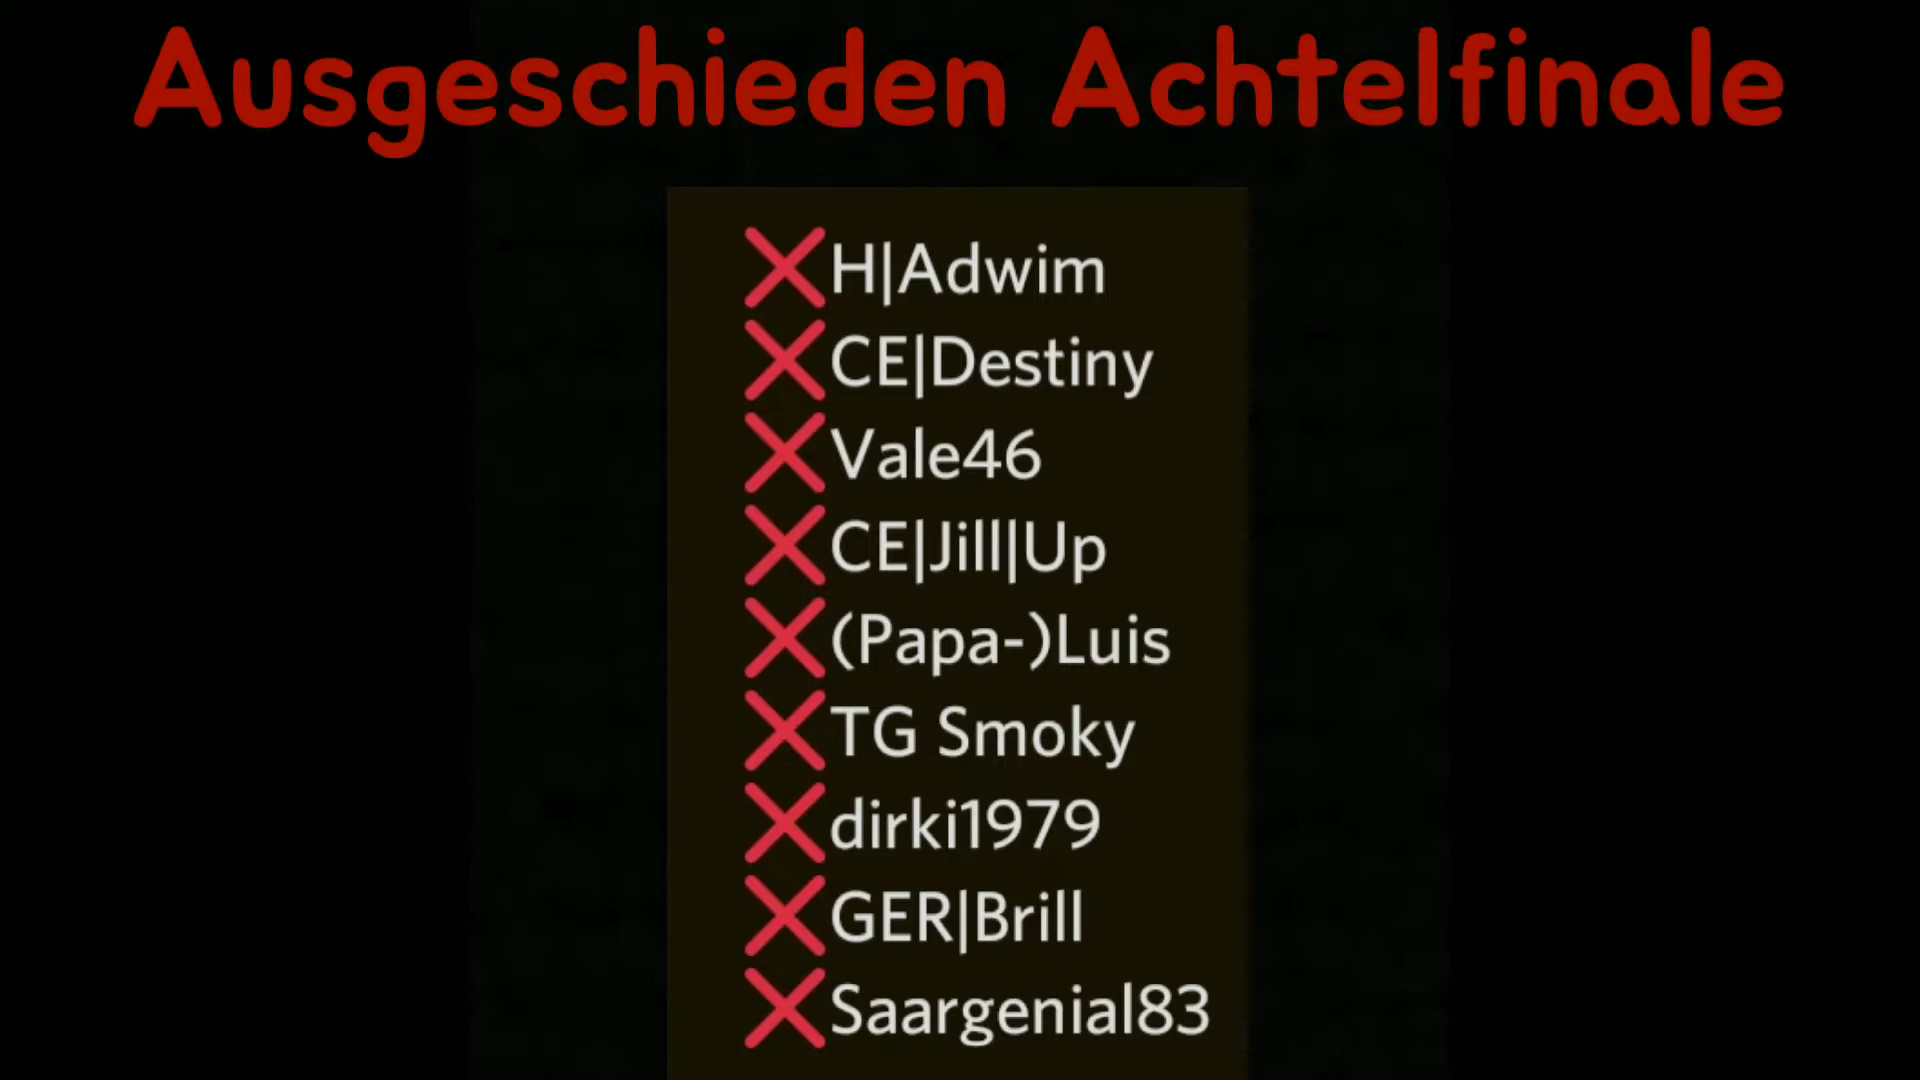 Ausgeschieden Achtelfinale
❌H|Adwim
❌CE|Destiny
❌Vale46
❌CE|Jill|Up
❌(Papa-)Luis
❌TG Smoky
❌dirki1979
❌GER|Brill
❌Saargenial83